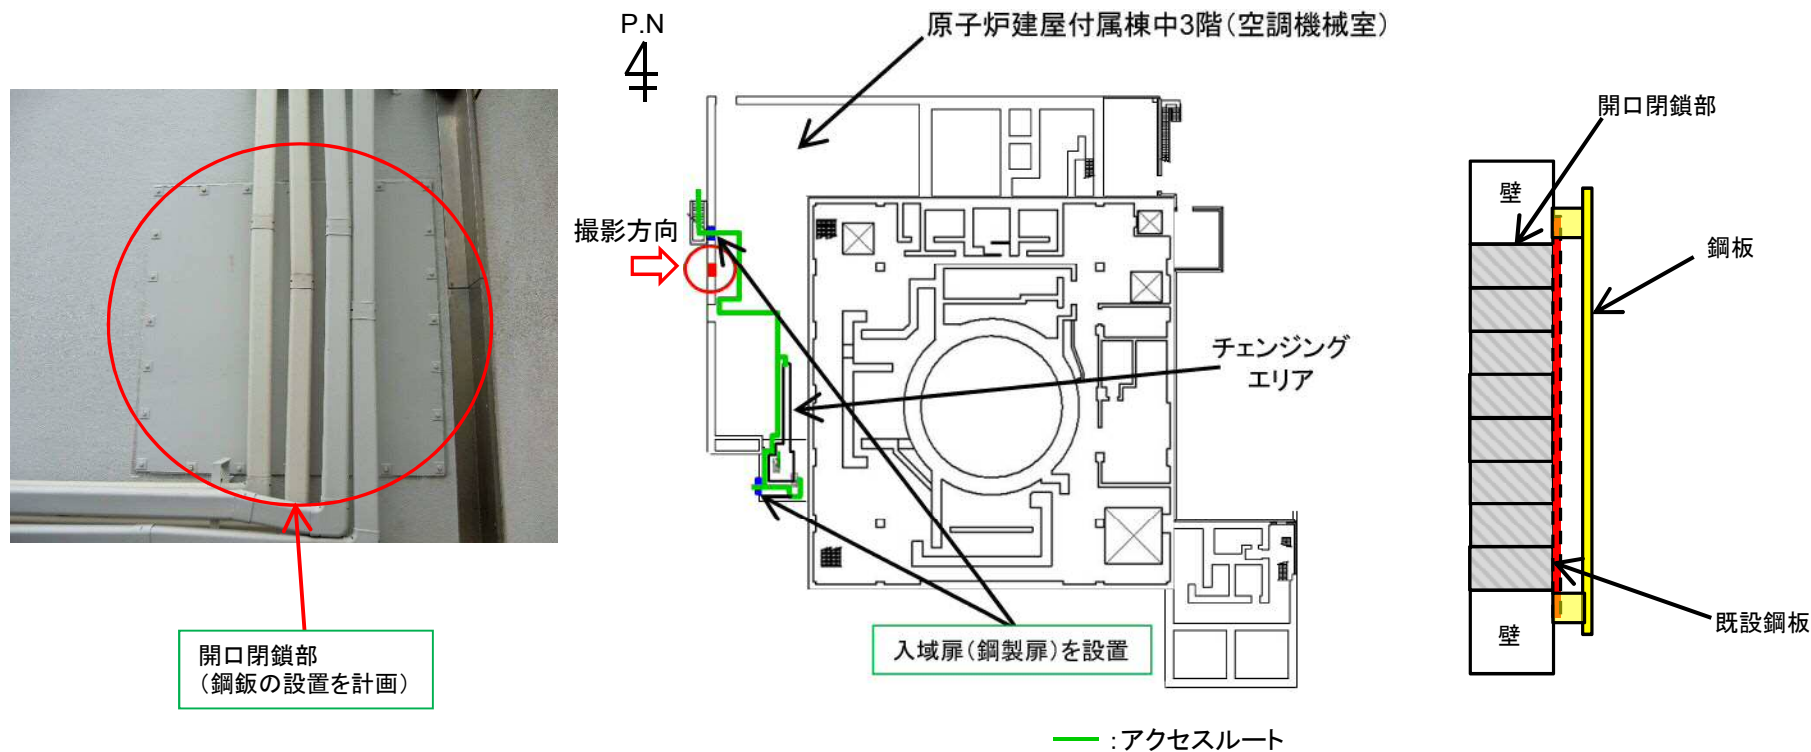 P.N
原子炉建屋付属棟中3階(空調機械室)
撮影方向
チェンジング
エリア
入域扉(鋼製扉)を設置
開口閉鎖部
(鋼鈑の設置を計画)
開口閉鎖部
壁
鋼板
壁
既設鋼板
:アクセスルート